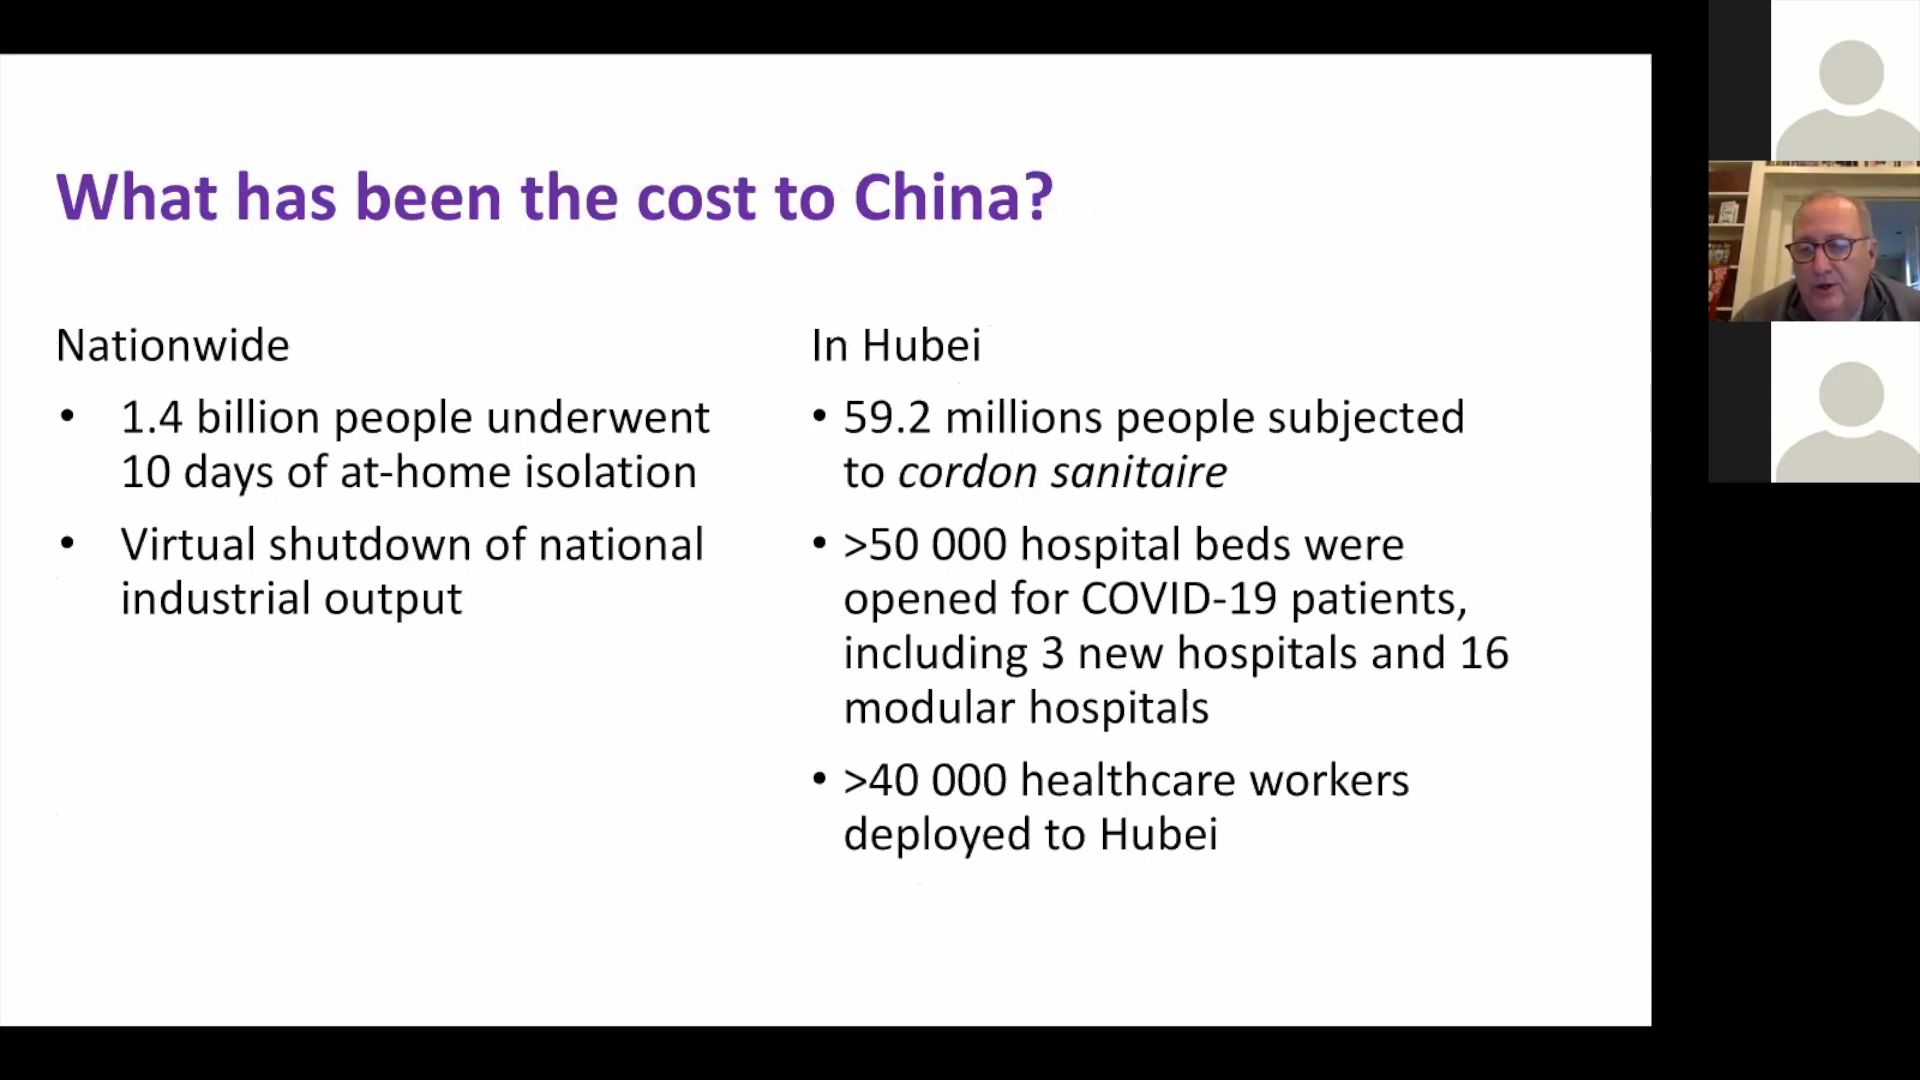 What has been the cost to China?
Nationwide
• 1.4 billion people underwent
10 days of at-home isolation
• Virtual shutdown of national
industrial output
In Hubei
• 59.2 millions people subjected
to cordon sanitaire
• >50 000 hospital beds were
opened for COVID-19 patients,
including 3 new hospitals and 16
modular hospitals
• >40 000 healthcare workers
deployed to Hubei